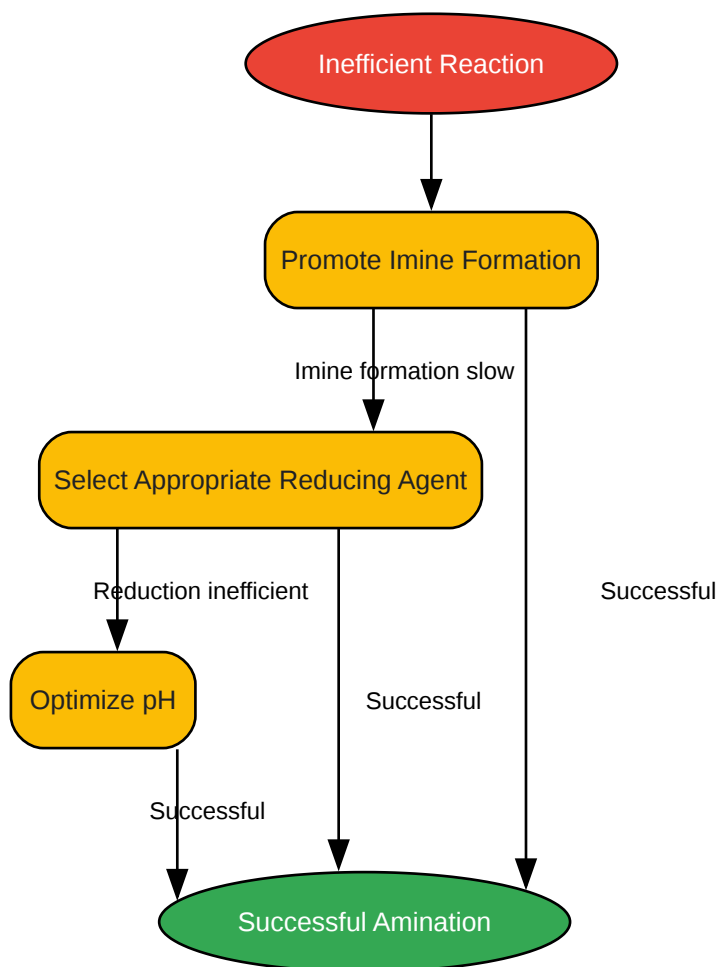 Inefficient Reaction
Promote Imine Formation
Imine formation slow
Select Appropriate Reducing Agent
Reduction inefficient
Successful
Optimize pH
Successful
Successful
Successful Amination